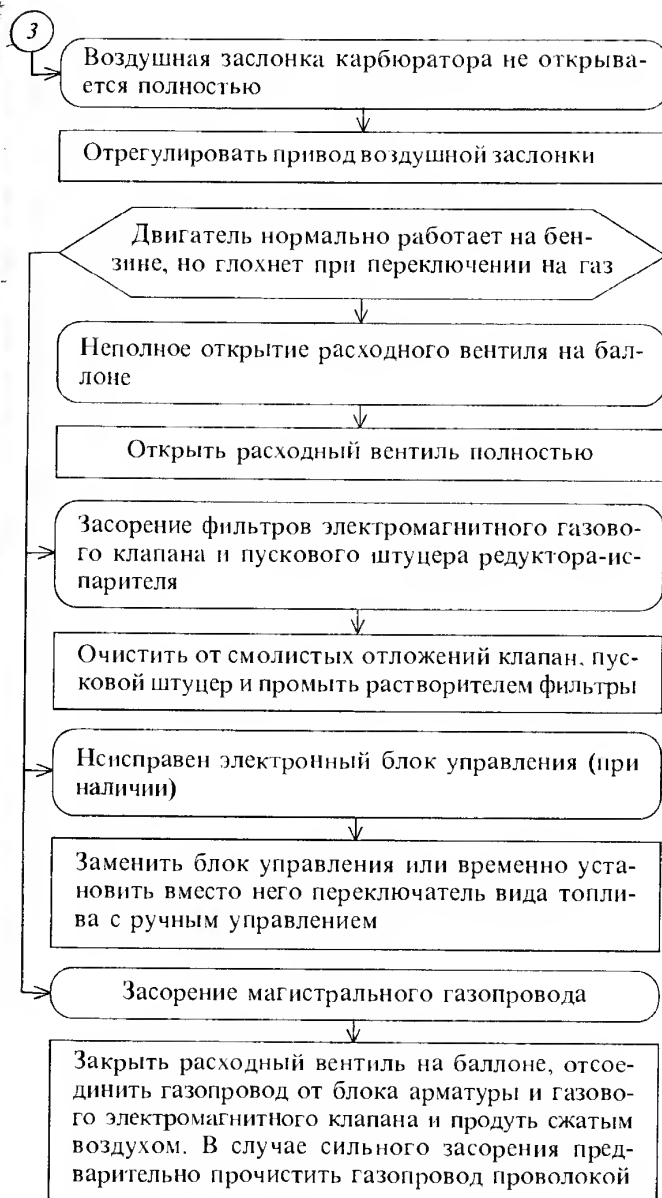 3
Воздушная заслонка карбюратора не открыва-
ется полностью
Отрегулировать привод воздушной заслонки
Двигатель нормально работает на бен-
зине, но глохнет при переключении на газ
Неполное открытие расходного вентиля на бал-
лоне
Открыть расходный вентиль полностью
Засорение фильтров электромагнитного газово-
го клапана и пускового штуцера редуктора-ис-
парителя
Очистить от смолистых отложений клапан, пус-
ковой штуцер и промыть растворителем фильтры
Неисправен электронный блок управления (при
наличии)
Заменить блок управления или временно уста-
новить вместо него переключатель вида топли-
ва с ручным управлением
Засорение магистрального газопровода
Закрыть расходный вентиль на баллоне, отсое-
динить газопровод от блока арматуры и газово-
го электромагнитного клапана и продуть сжатым
воздухом. В случае сильного засорения пред-
варительно прочистить газопровод проволокой